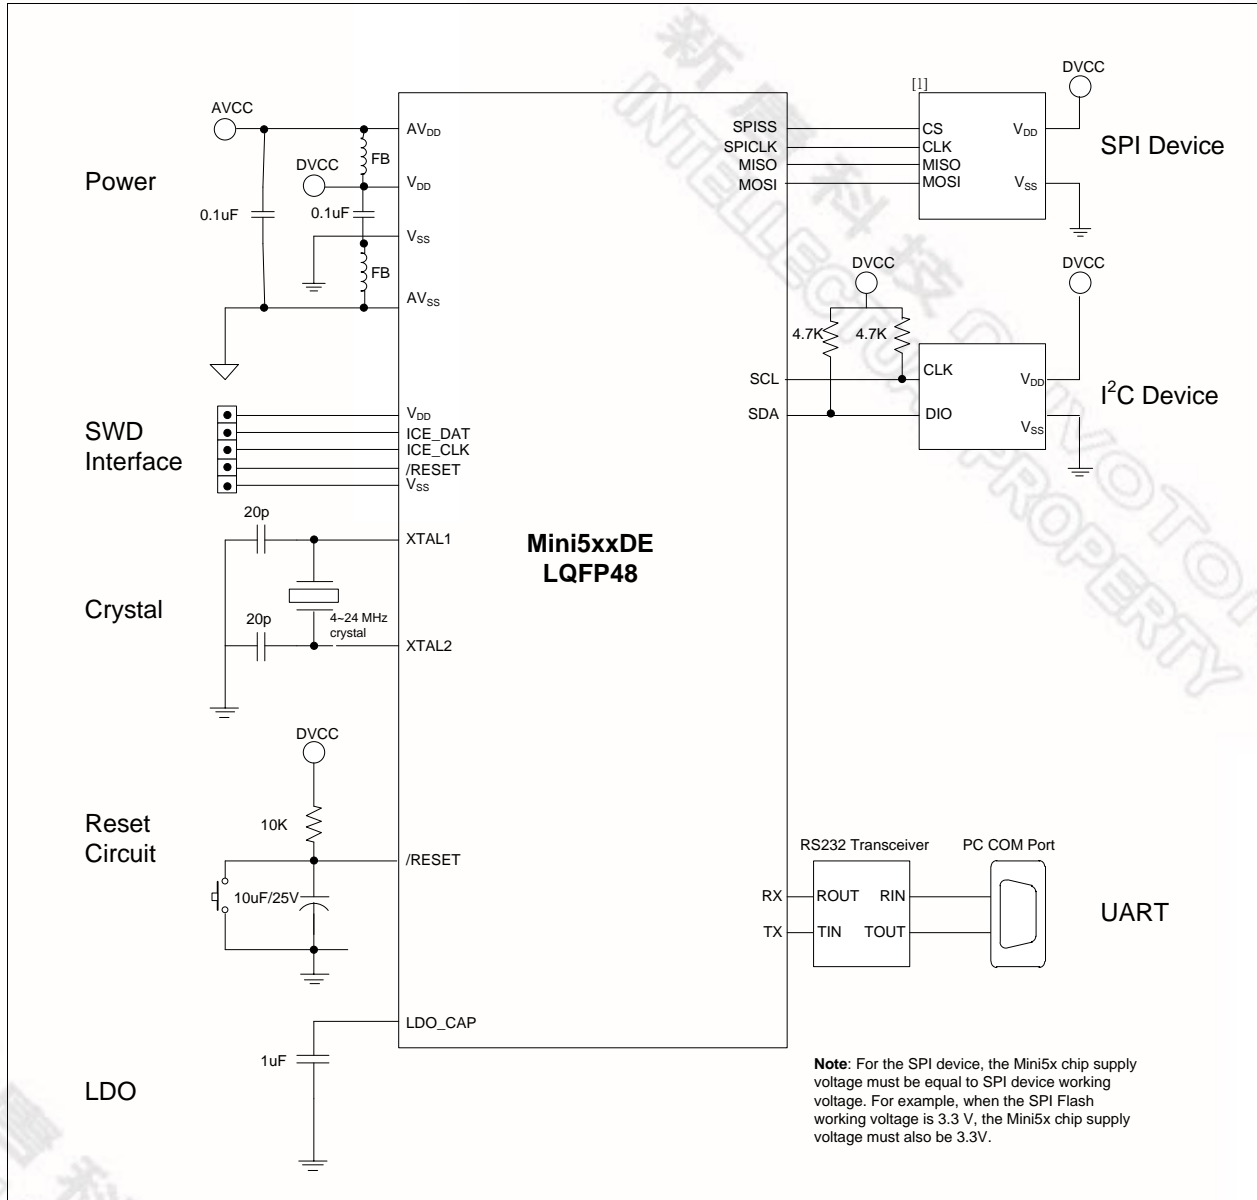 Power
AVCC
0.1uF
DVCC
0.1uF
FB
FB
AVDD
VDD
VSS
AVSS
SWD
Interface
VDD
ICE_DAT
ICE_CLK
/RESET
VSS
Crystal
20p
20p
4~24 MHz
crystal
XTAL1
XTAL2
Reset
Circuit
DVCC
10K
10uF/25V
/RESET
LDO
1uF
LDO_CAP
Mini5xxDE
LQFP48
SPISS
SPICLK
MISO
MOSI
[1]
CS
CLK
MISO
MOSI
VDD
VSS
DVCC
SPI Device
SCL
SDA
DVCC
4.7K
4.7K
CLK
DIO
VDD
VSS
DVCC
I2C Device
RX
TX
RS232 Transceiver
ROUT
RIN
TIN
TOUT
PC COM Port
UART
Note: For the SPI device, the Mini5x chip supply
voltage must be equal to SPI device working
voltage. For example, when the SPI Flash
working voltage is 3.3 V, the Mini5x chip supply
voltage must also be 3.3V.
新唐科技
INTELLECTUAL PROPERTY